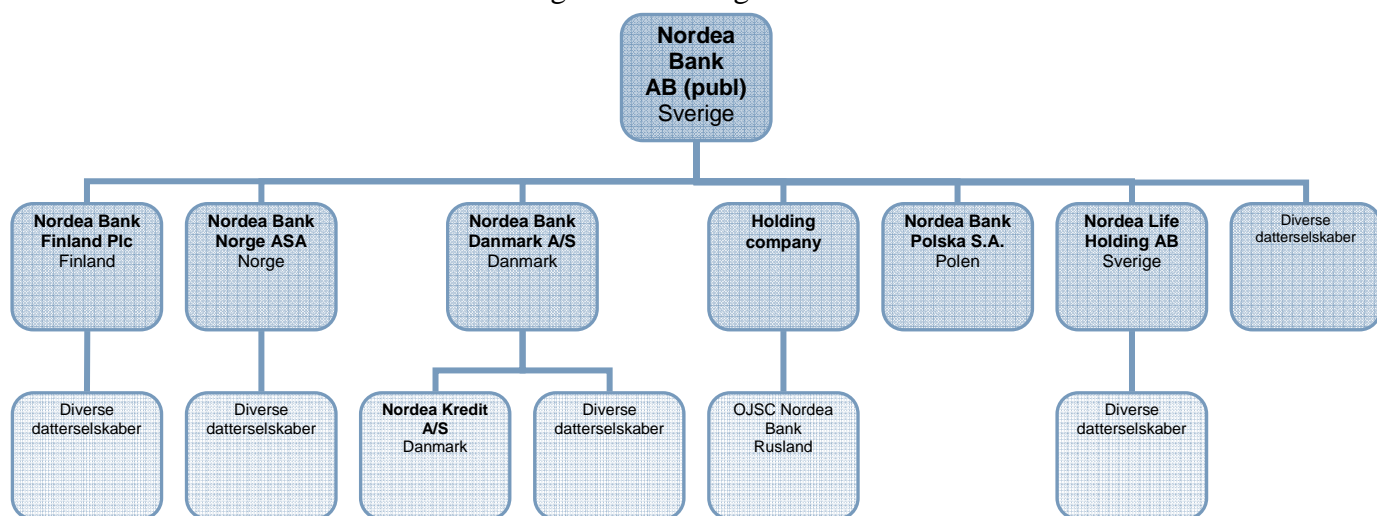 Nordea
Bank
AB (publ)
Sverige
Nordea Bank
Finland Plc
Finland
Nordea Bank
Norge ASA
Norge
Nordea Bank
Danmark A/S
Danmark
Holding
company
Nordea Bank
Polska S.A.
Polen
Nordea Life
Holding AB
Sverige
Diverse
datterselskaber
Diverse
datterselskaber
Diverse
datterselskaber
Nordea Kredit
A/S
Danmark
Diverse
datterselskaber
OJSC Nordea
Bank
Rusland
Diverse
datterselskaber